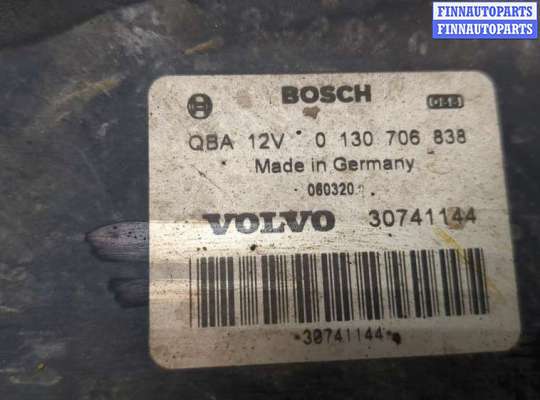 FINNAUTOPARTS
FINNAUTOPARTS
BOSCH
QBA 12V 0 130 706 838
Made in Germany
060320
VOLVO 30741144
30741144